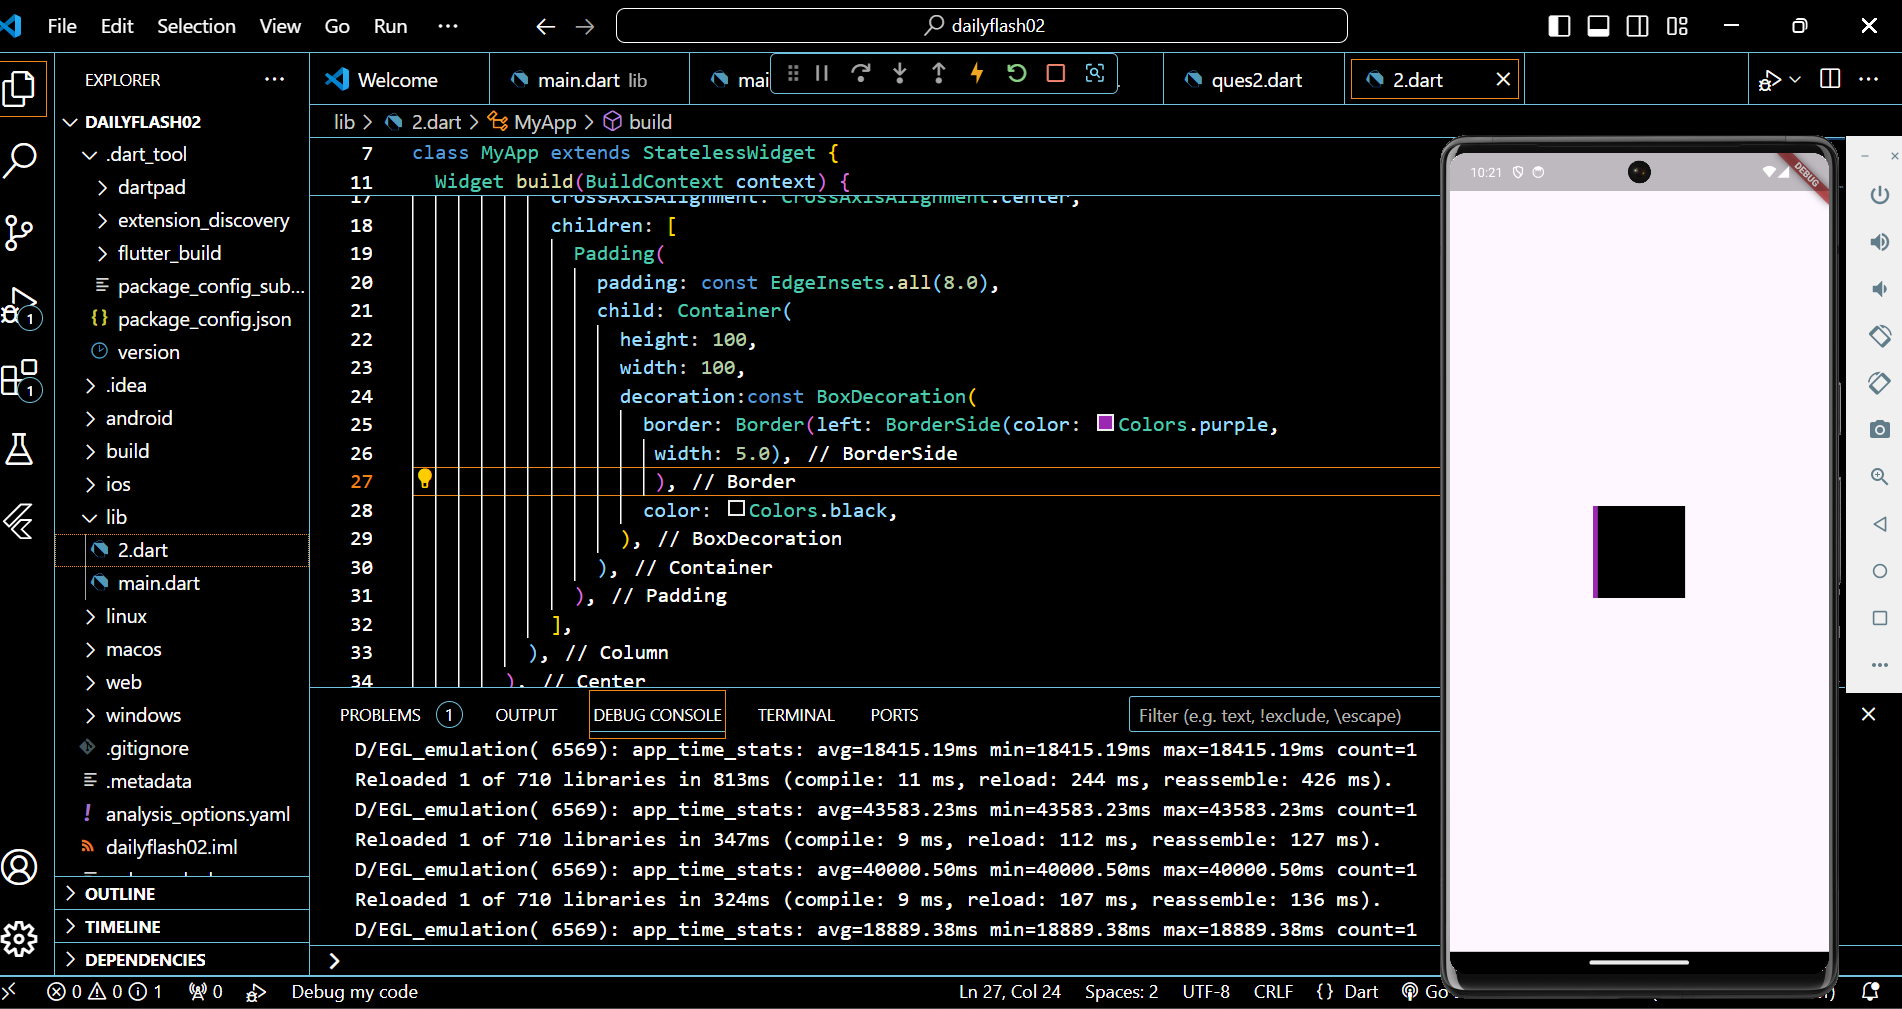 File Edit Selection View Go Run ··· dailyflash02
EXPLORER ···
Welcome main.dart lib mai ques2.dart 2.dart
lib > 2.dart > MyApp > build
DAILYFLASH02
.dart_tool
dartpad
extension_discovery
flutter_build
package_config_sub...
package_config.json
version
.idea
android
build
ios
lib
2.dart
main.dart
linux
macos
web
windows
.gitignore
.metadata
analysis_options.yaml
dailyflash02.iml
OUTLINE
TIMELINE
DEPENDENCIES
1
1
7 class MyApp extends StatelessWidget {
11 Widget build(BuildContext context) {
17 crossAxisAlignment: CrossAxisAlignment.center,
18 children: [
19 Padding(
20 padding: const EdgeInsets.all(8.0),
21 child: Container(
22 height: 100,
23 width: 100,
24 decoration:const BoxDecoration(
25 border: Border(left: BorderSide(color: Colors.purple,
26 width: 5.0), // BorderSide
27 ), // Border
28 color: Colors.black,
29 ), // BoxDecoration
30 ), // Container
31 ), // Padding
32 ],
33 ), // Column
34 ), // Center
PROBLEMS 1 OUTPUT DEBUG CONSOLE TERMINAL PORTS Filter (e.g. text, !exclude, \escape)
D/EGL_emulation( 6569): app_time_stats: avg=18415.19ms min=18415.19ms max=18415.19ms count=1
Reloaded 1 of 710 libraries in 813ms (compile: 11 ms, reload: 244 ms, reassemble: 426 ms).
D/EGL_emulation( 6569): app_time_stats: avg=43583.23ms min=43583.23ms max=43583.23ms count=1
Reloaded 1 of 710 libraries in 347ms (compile: 9 ms, reload: 112 ms, reassemble: 127 ms).
D/EGL_emulation( 6569): app_time_stats: avg=40000.50ms min=40000.50ms max=40000.50ms count=1
Reloaded 1 of 710 libraries in 324ms (compile: 9 ms, reload: 107 ms, reassemble: 136 ms).
D/EGL_emulation( 6569): app_time_stats: avg=18889.38ms min=18889.38ms max=18889.38ms count=1
>
10:21
DEBUG
0 0 1 0 Debug my code Ln 27, Col 24 Spaces: 2 UTF-8 CRLF {} Dart Go